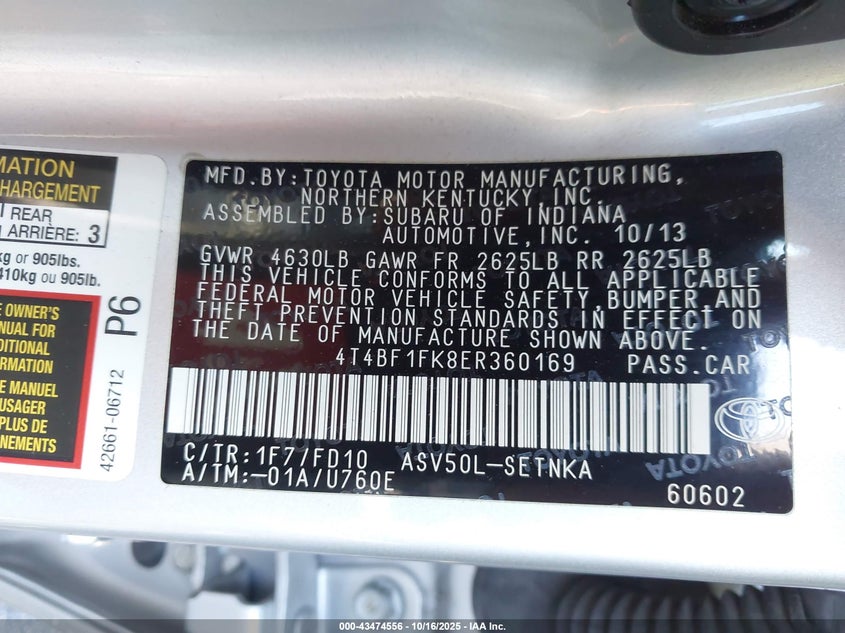 MATION
CHARGEMENT
REAR
ARRIÈRE: 3
kg or 905lbs.
410kg ou 905lb.
E OWNER'S
ANUAL FOR
DITIONAL
ORMATION
E MANUEL
USAGER
PLUS DE
NEMENTS
P6
42661-06712
MFD.BY:TOYOTA MOTOR MANUFACTURING,
NORTHERN KENTUCKY,INC.
ASSEMBLED BY:SUBARU OF INDIANA
AUTOMOTIVE,INC. 10/13
GVWR 4630LB GAWR FR 2625LB RR 2625LB
THIS VEHICLE CONFORMS TO ALL APPLICABLE
FEDERAL MOTOR VEHICLE SAFETY,BUMPER,AND
THEFT PREVENTION STANDARDS IN EFFECT ON
THE DATE OF MANUFACTURE SHOWN ABOVE.
4T4BF1FK8ER360169 PASS.CAR
C/TR:1F7/FD10 ASV50L-SETNKA
A/TM:-01A/U760E
60602
000-43474556 | 10/16/2025 | IAA Inc.